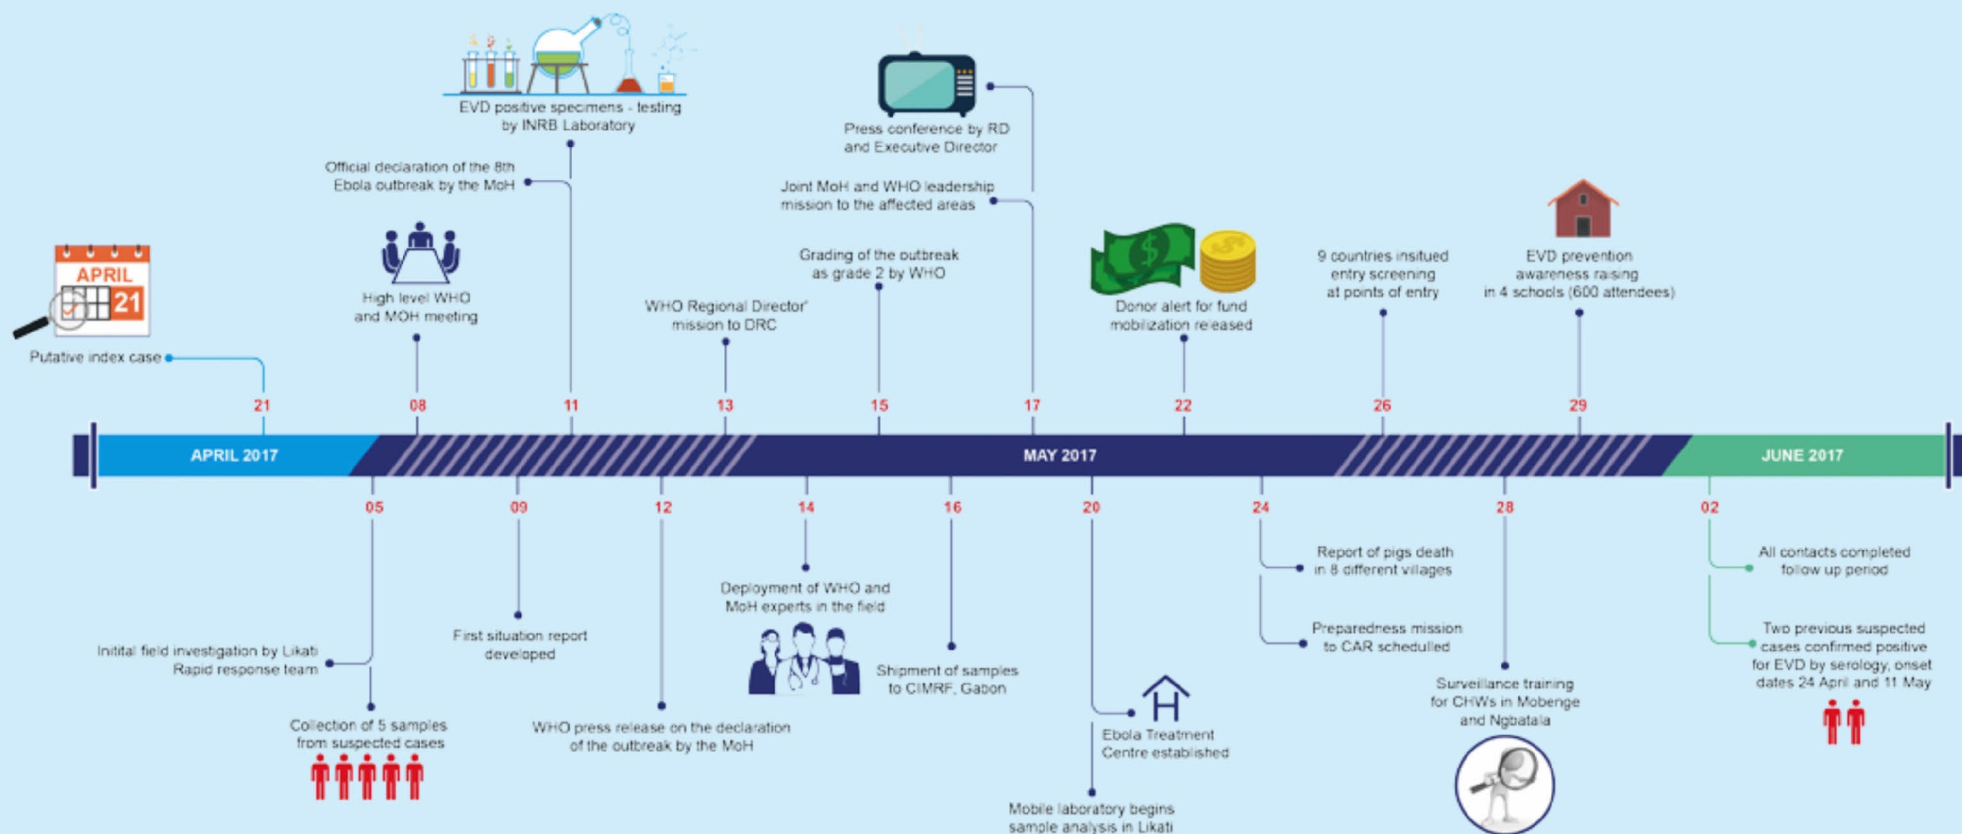 EVD positive specimens - testing
by INRB Laboratory
Official declaration of the 8th
Ebola outbreak by the MoH
Press conference by RD
and Executive Director
Joint MoH and WHO leadership
mission to the affected areas
APRIL
21
Putative index case
High level WHO
and MOH meeting
WHO Regional Director'
mission to DRC
Grading of the outbreak
as grade 2 by WHO
Donor alert for fund
mobilization released
9 countries insitued
entry screening
at points of entry
EVD prevention
awareness raising
in 4 schools (600 attendees)
21
08
11
13
15
17
22
26
29
APRIL 2017
MAY 2017
JUNE 2017
05
09
12
14
16
20
24
28
02
Initital field investigation by Likati
Rapid response team
Collection of 5 samples
from suspected cases
First situation report
developed
WHO press release on the declaration
of the outbreak by the MoH
Deployment of WHO and
MoH experts in the field
Shipment of samples
to CIMRF, Gabon
H
Ebola Treatment
Centre established
Mobile laboratory begins
sample analysis in Likati
Report of pigs death
in 8 different villages
Preparedness mission
to CAR schedulled
Surveillance training
for CHWs in Mobenge
and Ngbatala
All contacts completed
follow up period
Two previous suspected
cases confirmed positive
for EVD by serology, onset
dates 24 April and 11 May